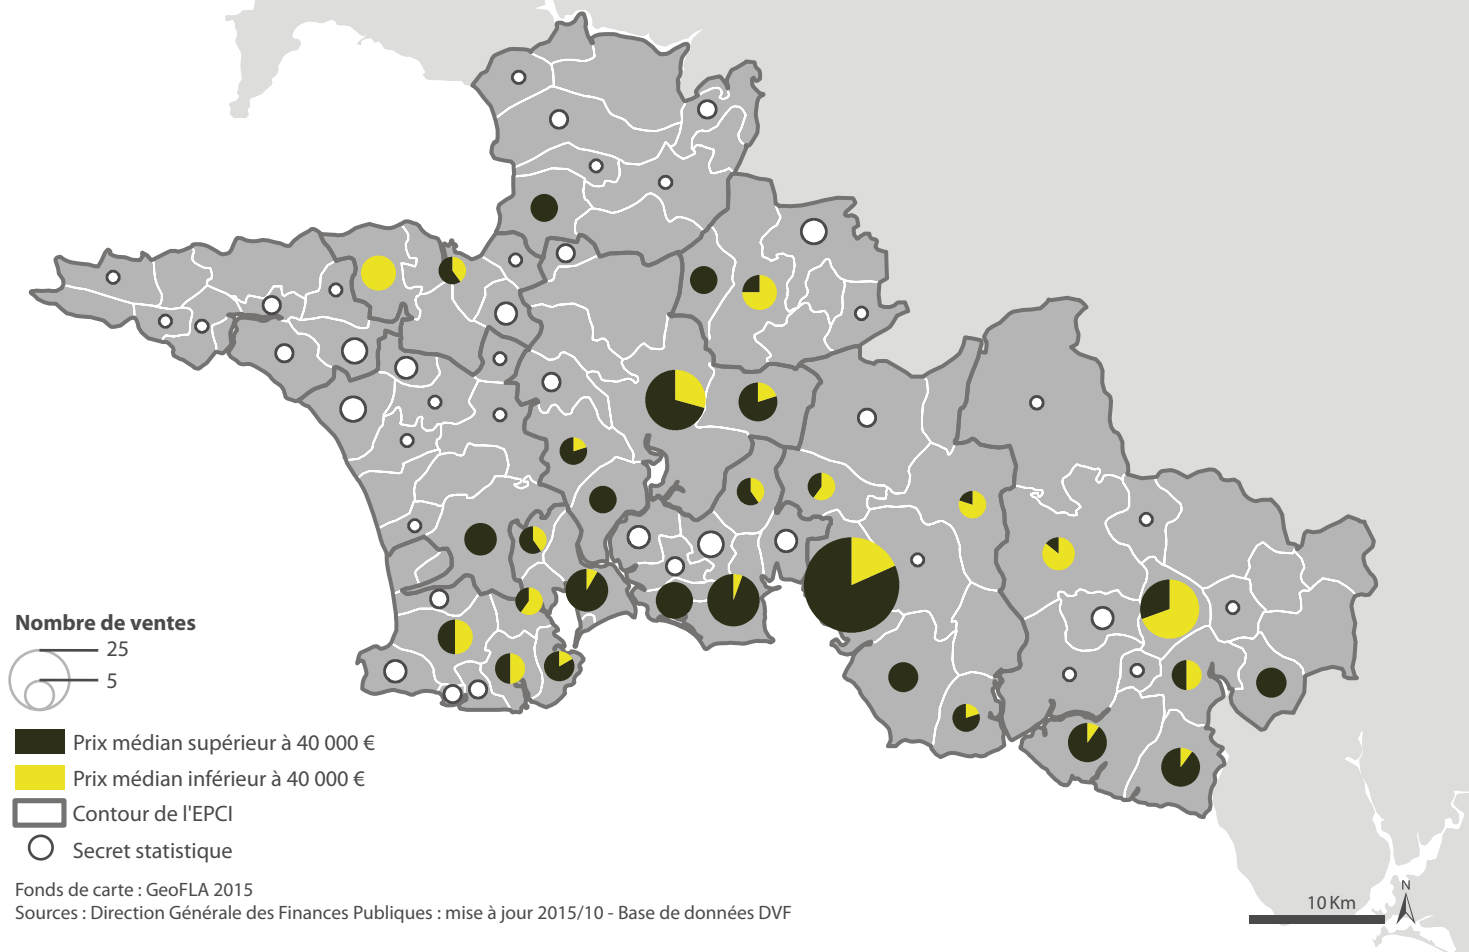 Nombre de ventes
25
5
Prix médian supérieur à 40 000 €
Prix médian inférieur à 40 000 €
Contour de l'EPCI
Secret statistique
Fonds de carte : GeoFLA 2015
Sources : Direction Générale des Finances Publiques : mise à jour 2015/10 - Base de données DVF
10 Km
N